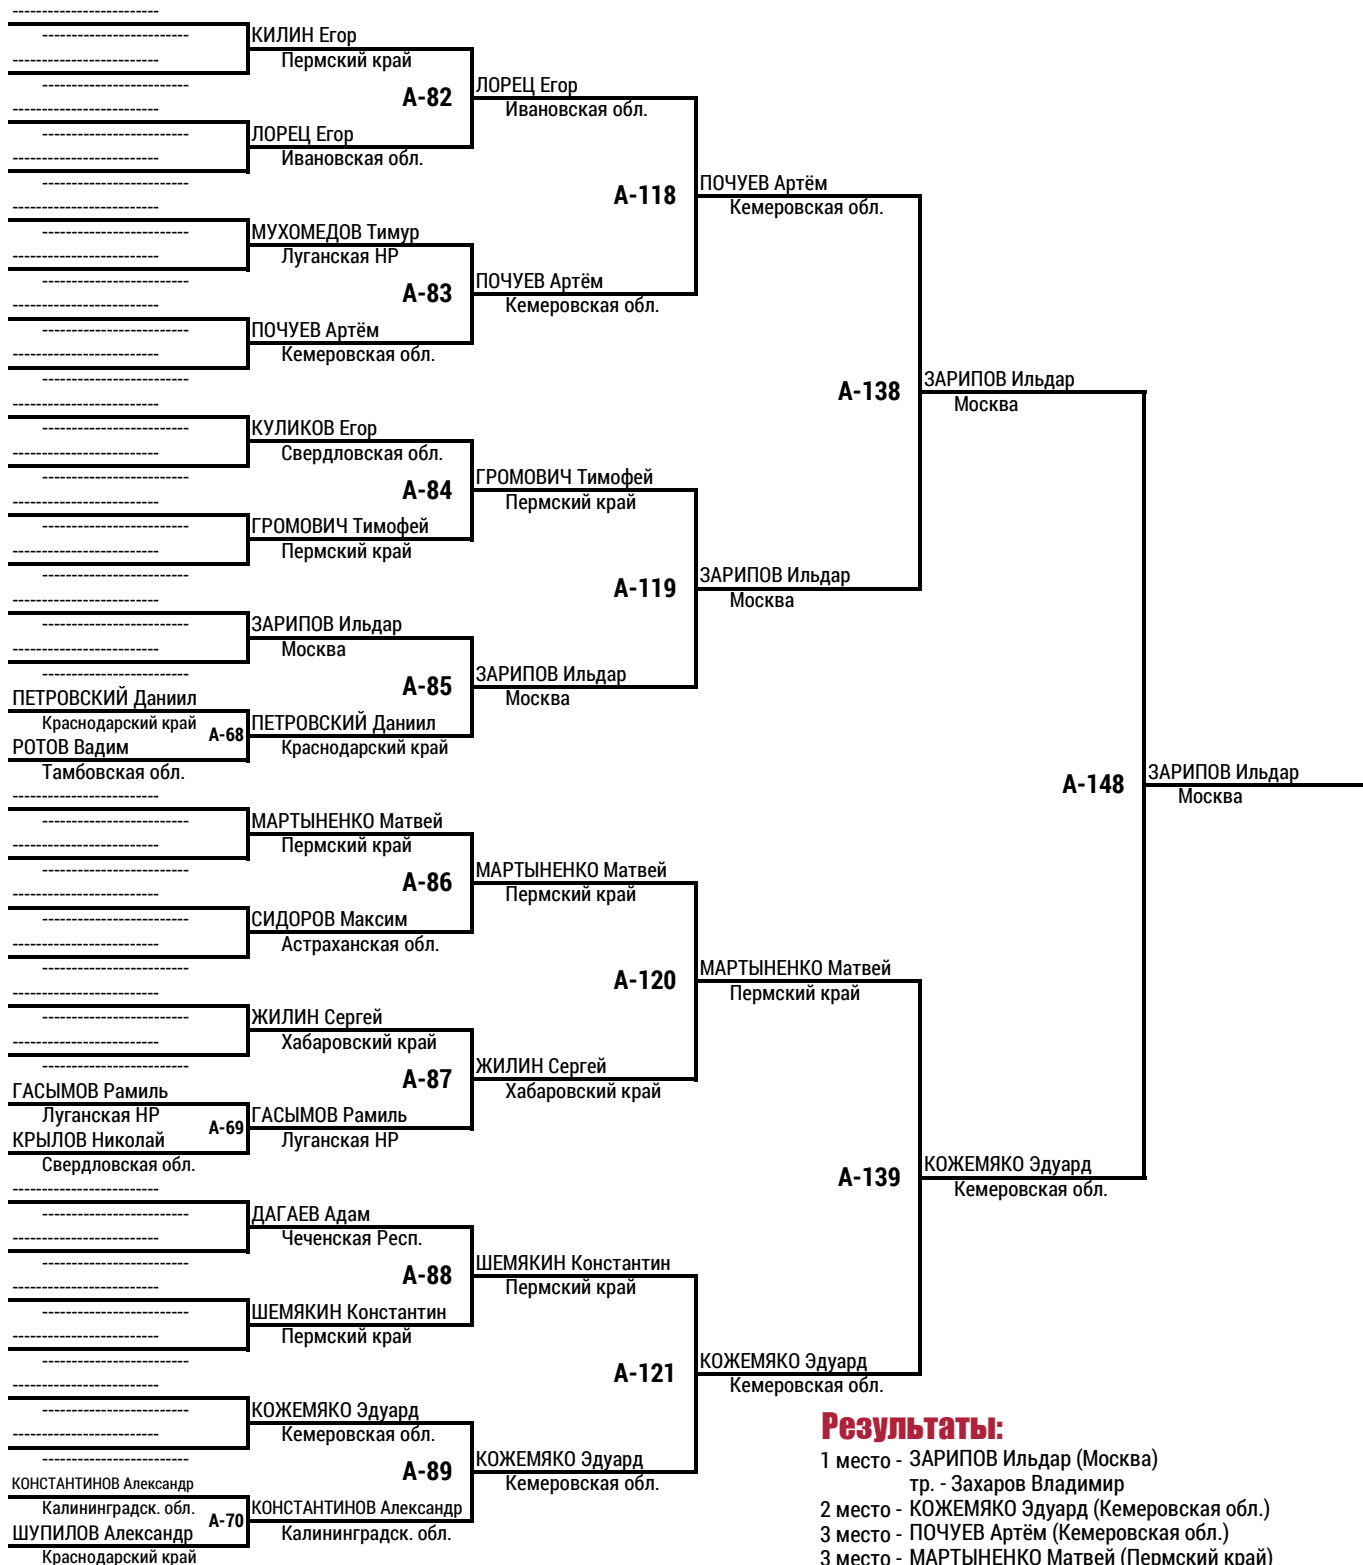 КИЛИН Егор
Пермский край
А-82
ЛОРЕЦ Егор
Ивановская обл.
ЛОРЕЦ Егор
Ивановская обл.
А-118
ПОЧУЕВ Артём
Кемеровская обл.
МУХОМЕДОВ Тимур
Луганская НР
А-83
ПОЧУЕВ Артём
Кемеровская обл.
ПОЧУЕВ Артём
Кемеровская обл.
А-138
ЗАРИПОВ Ильдар
Москва
КУЛИКОВ Егор
Свердловская обл.
А-84
ГРОМОВИЧ Тимофей
Пермский край
ГРОМОВИЧ Тимофей
Пермский край
А-119
ЗАРИПОВ Ильдар
Москва
ЗАРИПОВ Ильдар
Москва
А-85
ЗАРИПОВ Ильдар
Москва
ПЕТРОВСКИЙ Даниил
Краснодарский край
А-68
РОТОВ Вадим
Тамбовская обл.
ПЕТРОВСКИЙ Даниил
Краснодарский край
А-148
ЗАРИПОВ Ильдар
Москва
МАРТЫНЕНКО Матвей
Пермский край
А-86
МАРТЫНЕНКО Матвей
Пермский край
СИДОРОВ Максим
Астраханская обл.
А-120
МАРТЫНЕНКО Матвей
Пермский край
ЖИЛИН Сергей
Хабаровский край
А-87
ЖИЛИН Сергей
Хабаровский край
ГАСЫМОВ Рамиль
Луганская НР
А-69
КРЫЛОВ Николай
Свердловская обл.
ГАСЫМОВ Рамиль
Луганская НР
А-139
КОЖЕМЯКО Эдуард
Кемеровская обл.
ДАГАЕВ Адам
Чеченская Респ.
А-88
ШЕМЯКИН Константин
Пермский край
ШЕМЯКИН Константин
Пермский край
А-121
КОЖЕМЯКО Эдуард
Кемеровская обл.
КОЖЕМЯКО Эдуард
Кемеровская обл.
А-89
КОЖЕМЯКО Эдуард
Кемеровская обл.
КОНСТАНТИНОВ Александр
Калининградск. обл.
А-70
ШУПИЛОВ Александр
Краснодарский край
КОНСТАНТИНОВ Александр
Калининградск. обл.
Результаты:
1 место - ЗАРИПОВ Ильдар (Москва)
тр. - Захаров Владимир
2 место - КОЖЕМЯКО Эдуард (Кемеровская обл.)
3 место - ПОЧУЕВ Артём (Кемеровская обл.)
3 место - МАРТЫНЕНКО Матвей (Пермский край)